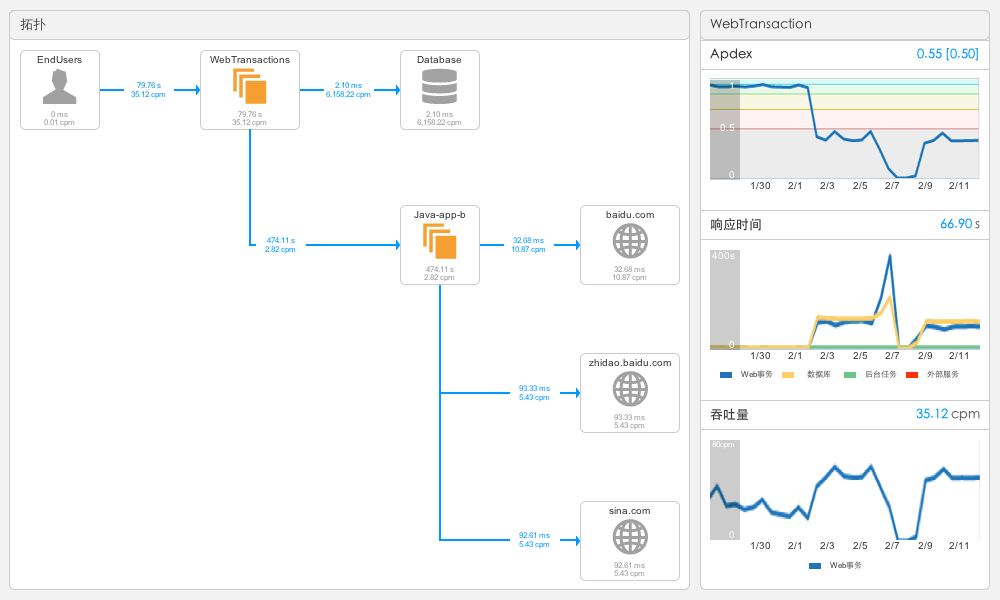 拓扑
EndUsers
0 ms
0.01 cpm
79.76 s
35.12 cpm
WebTransactions
79.76 s
35.12 cpm
2.10 ms
6,158.22 cpm
Database
2.10 ms
6,158.22 cpm
474.11 s
2.82 cpm
Java-app-b
474.11 s
2.82 cpm
32.68 ms
10.87 cpm
baidu.com
32.68 ms
10.87 cpm
93.33 ms
5.43 cpm
zhidao.baidu.com
93.33 ms
5.43 cpm
92.61 ms
5.43 cpm
sina.com
92.61 ms
5.43 cpm
WebTransaction
Apdex 0.55 [0.50]
1
0.5
0
1/30 2/1 2/3 2/5 2/7 2/9 2/11
响应时间 66.90 s
400s
0
1/30 2/1 2/3 2/5 2/7 2/9 2/11
Web事务 数据库 后台任务 外部服务
吞吐量 35.12 cpm
60cpm
0
1/30 2/1 2/3 2/5 2/7 2/9 2/11
Web事务